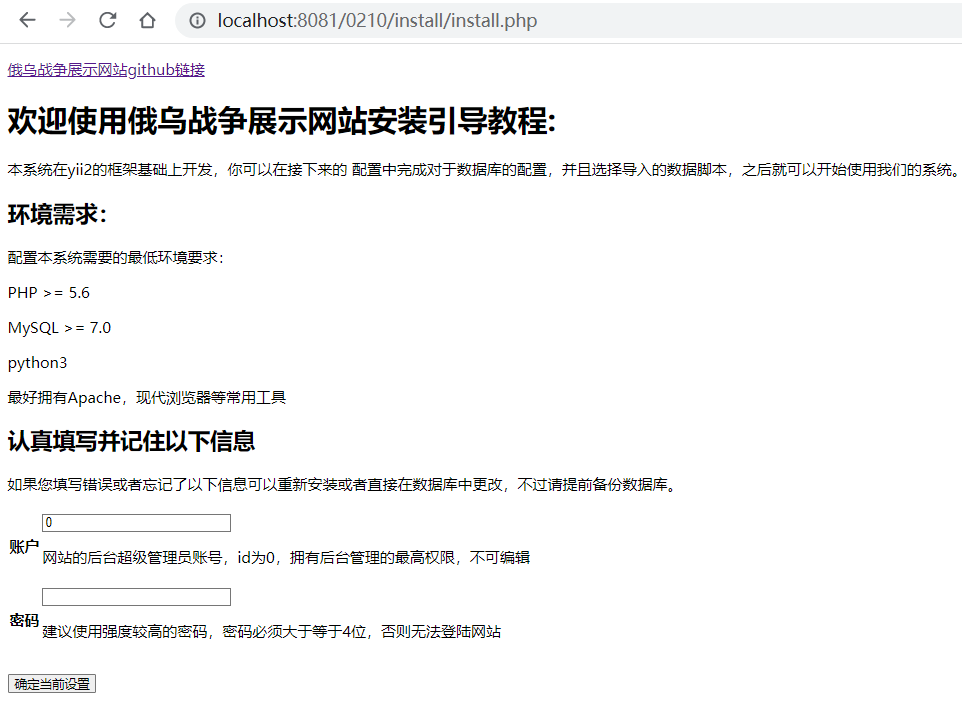 localhost:8081/0210/install/install.php
俄乌战争展示网站github链接
欢迎使用俄乌战争展示网站安装引导教程:
本系统在yii2的框架基础上开发，你可以在接下来的 配置中完成对于数据库的配置，并且选择导入的数据脚本，之后就可以开始使用我们的系统。
环境需求：
配置本系统需要的最低环境要求：
PHP >= 5.6
MySQL >= 7.0
python3
最好拥有Apache，现代浏览器等常用工具
认真填写并记住以下信息
如果您填写错误或者忘记了以下信息可以重新安装或者直接在数据库中更改，不过请提前备份数据库。
0
账户
网站的后台超级管理员账号，id为0，拥有后台管理的最高权限，不可编辑
密码
建议使用强度较高的密码，密码必须大于等于4位，否则无法登陆网站
确定当前设置